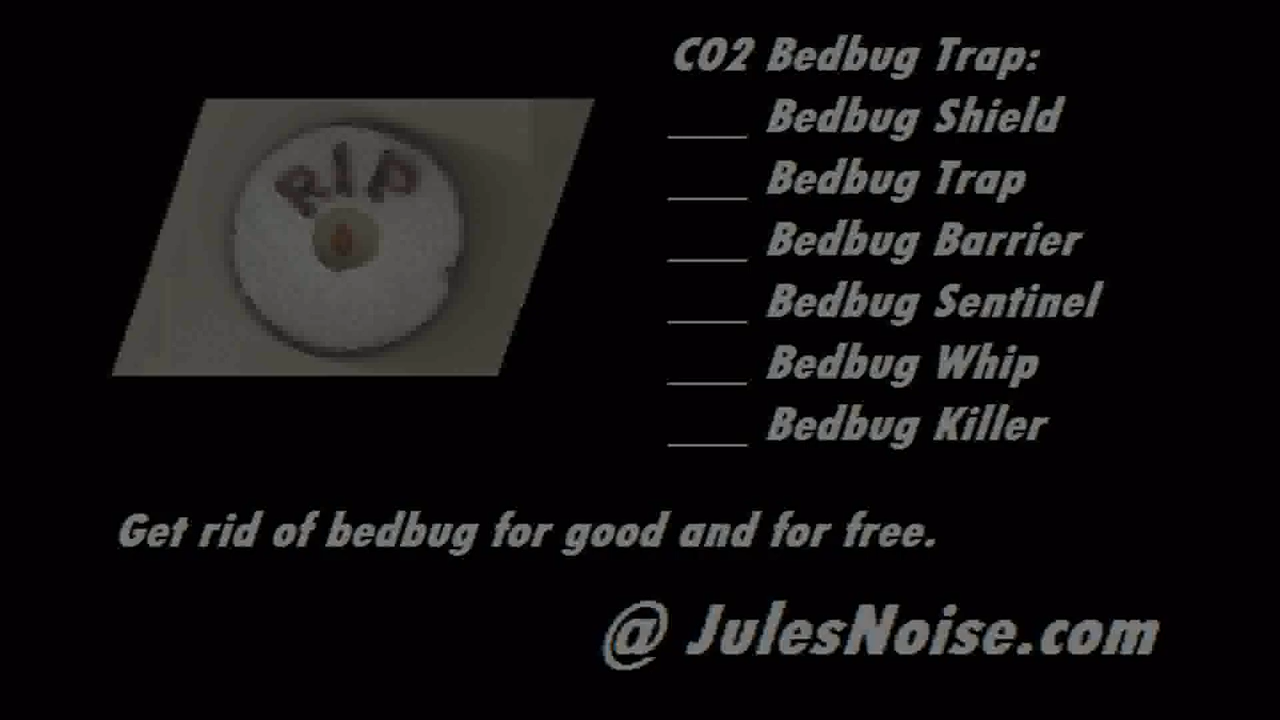 RIP
CO2 Bedbug Trap:
____ Bedbug Shield
____ Bedbug Trap
____ Bedbug Barrier
____ Bedbug Sentinel
____ Bedbug Whip
____ Bedbug Killer
Get rid of bedbug for good and for free.
@ JulesNoise.com